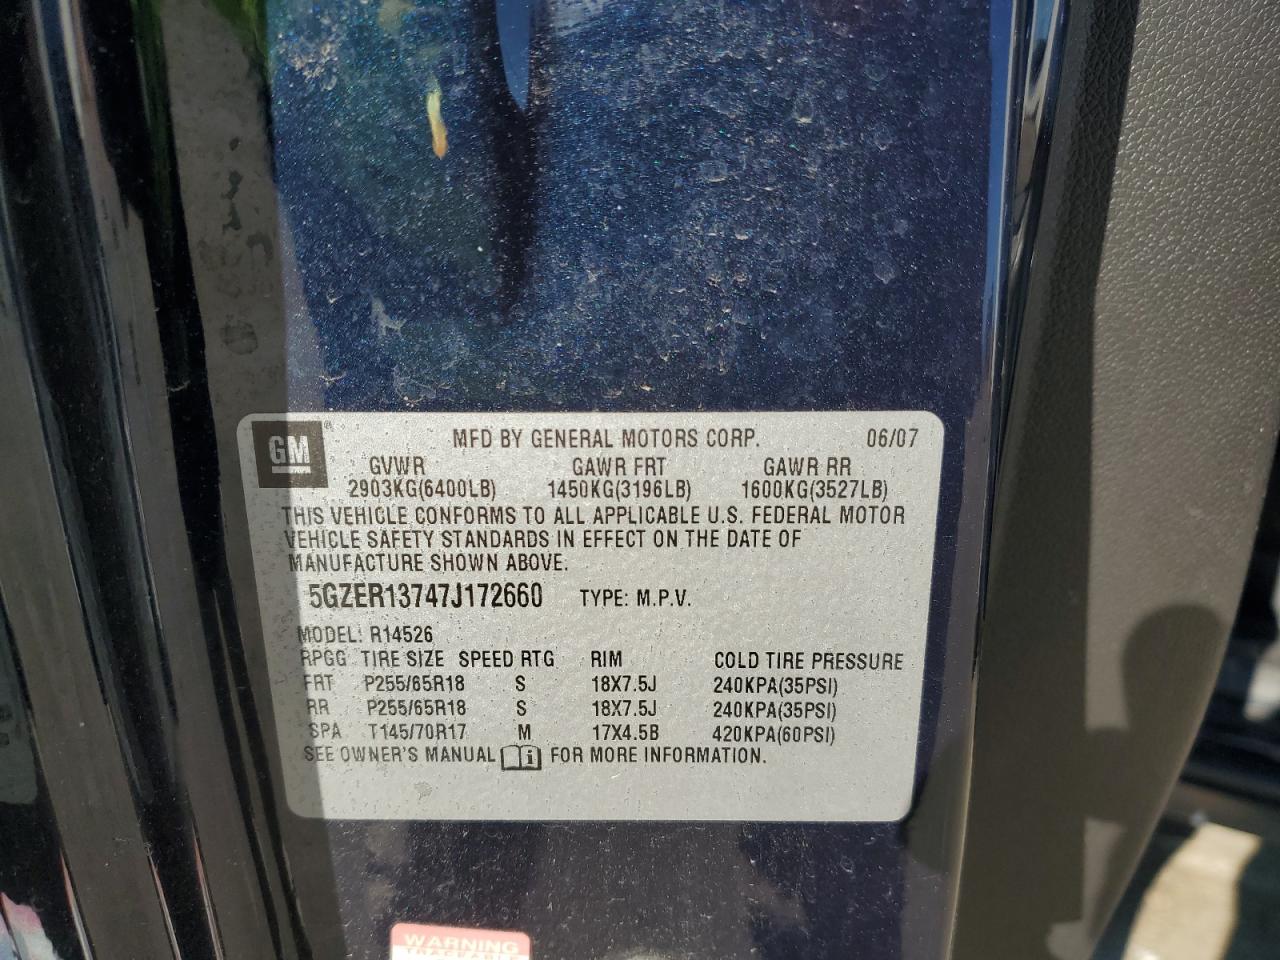 GM ® MFD BY GENERAL MOTORS CORP. 06/07
GVWR GAWR FRT GAWR RR
2903KG(6400LB) 1450KG(3196LB) 1600KG(3527LB)
THIS VEHICLE CONFORMS TO ALL APPLICABLE U.S. FEDERAL MOTOR
VEHICLE SAFETY STANDARDS IN EFFECT ON THE DATE OF
MANUFACTURE SHOWN ABOVE.
5GZER13747J172660 TYPE: M.P.V.
MODEL: R14526
RPGG TIRE SIZE SPEED RTG RIM COLD TIRE PRESSURE
FRT P255/65R18 S 18X7.5J 240KPA(35PSI)
RR P255/65R18 S 18X7.5J 240KPA(35PSI)
SPA T145/70R17 M 17X4.5B 420KPA(60PSI)
SEE OWNER'S MANUAL i FOR MORE INFORMATION.
WARNING